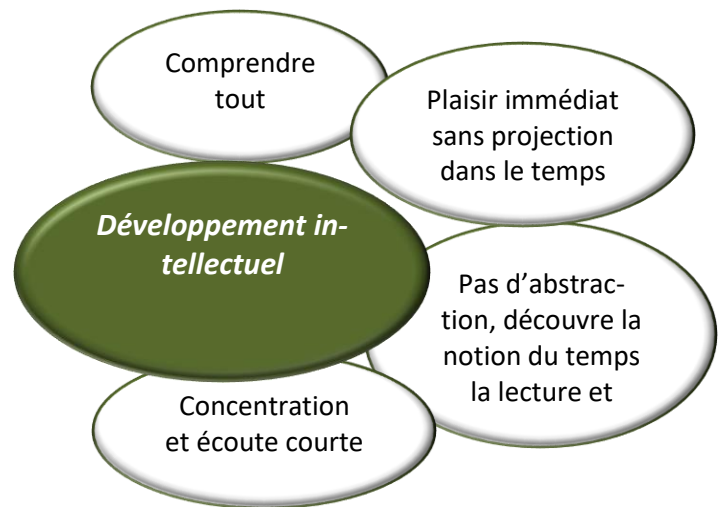 Comprendre
tout
Plaisir immédiat
sans projection
dans le temps
Développement in-
tellectuel
Pas d’abstrac-
tion, découvre la
notion du temps
la lecture et
Concentration
et écoute courte